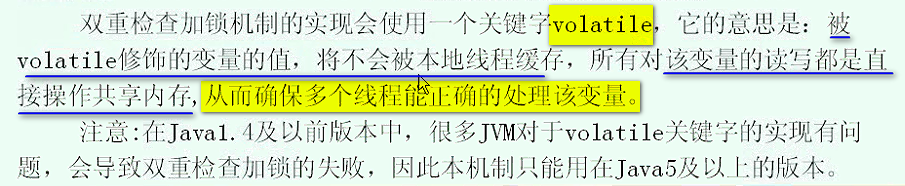 双重检查加锁机制的实现会使用一个关键字volatile，它的意思是：被
volatile修饰的变量的值，将不会被本地线程缓存，所有对该变量的读写都是直
接操作共享内存,从而确保多个线程能正确的处理该变量。
注意:在Java1.4及以前版本中，很多JVM对于volatile关键字的实现有问
题，会导致双重检查加锁的失败，因此本机制只能用在Java5及以上的版本。